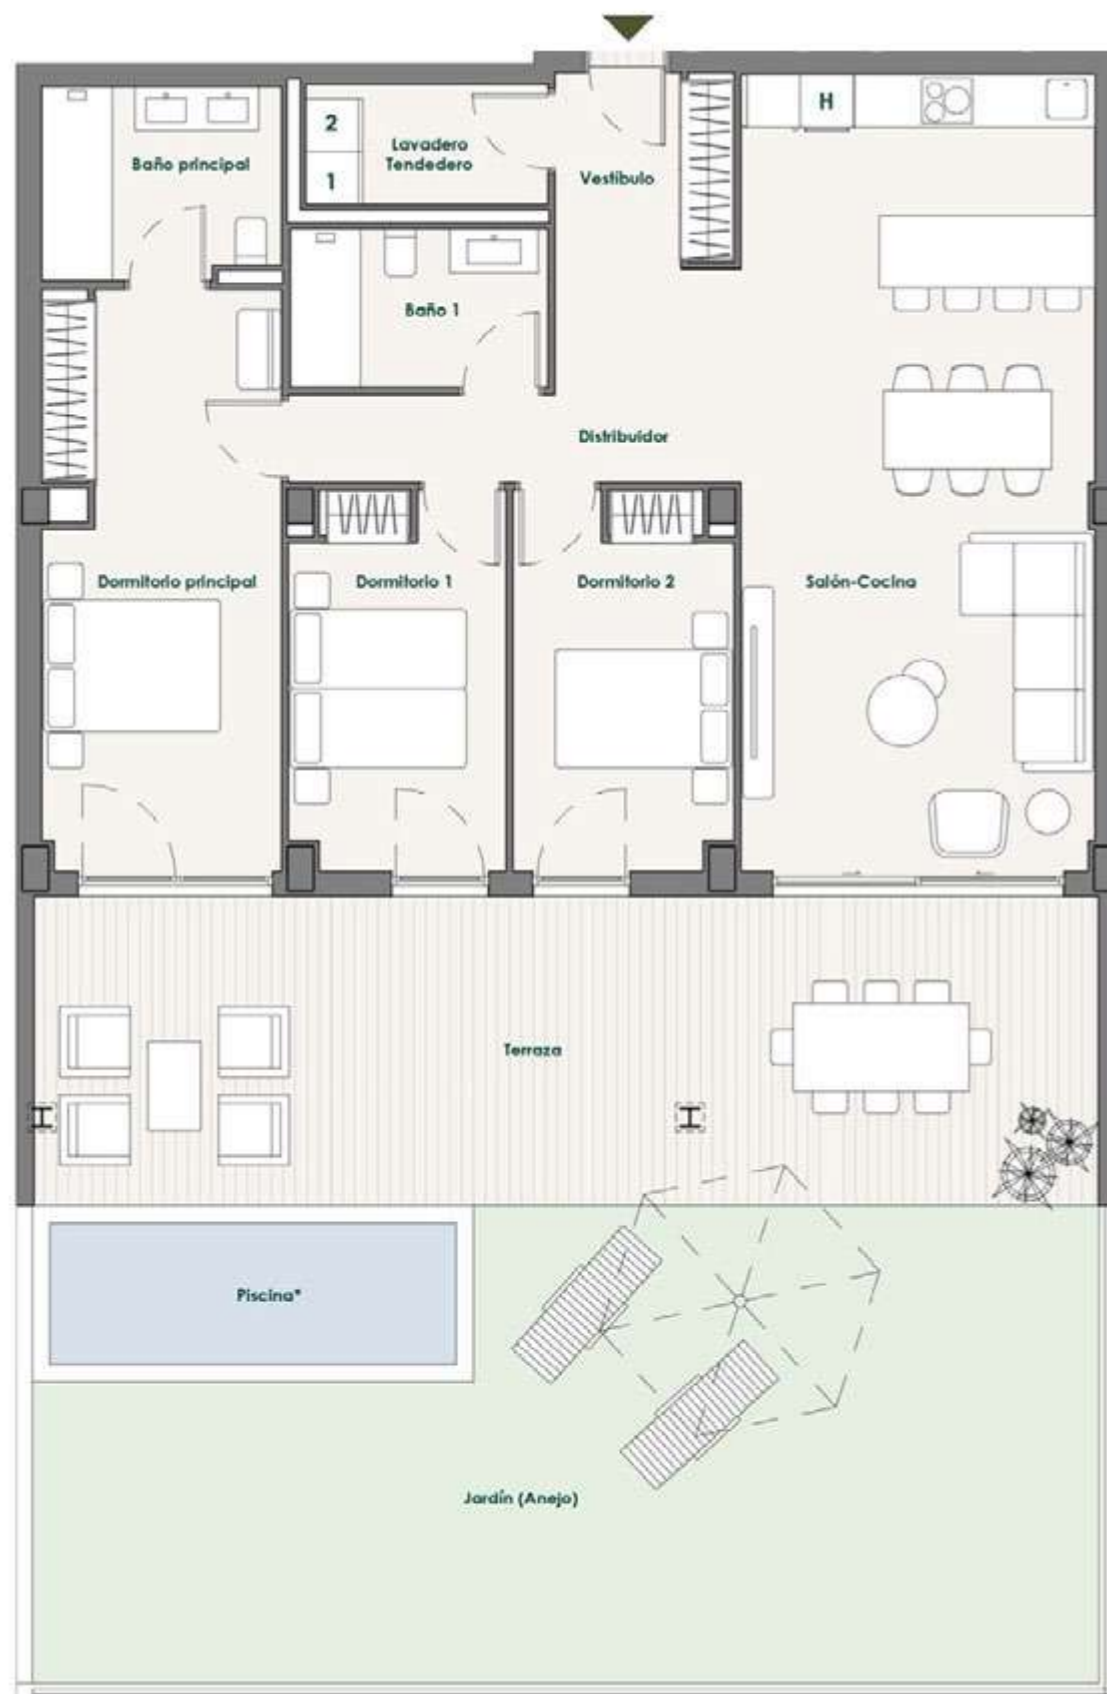 H
2
Lavadero
Tendedero
1
Baño principal
Vestíbulo
Baño 1
Distribuidor
Dormitorio principal
Dormitorio 1
Dormitorio 2
Salón-Cocina
Terraza
Piscina*
Jardín (Anejo)